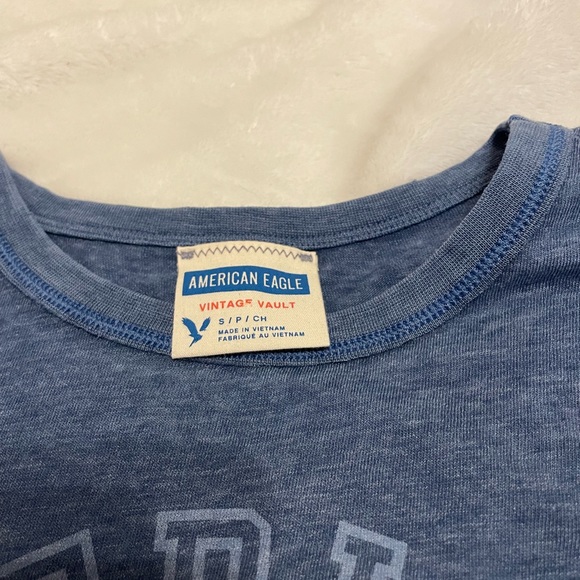 AMERICAN EAGLE
VINTAGE VAULT
S / P / CH
MADE IN VIETNAM
FABRIQUÉ AU VIETNAM